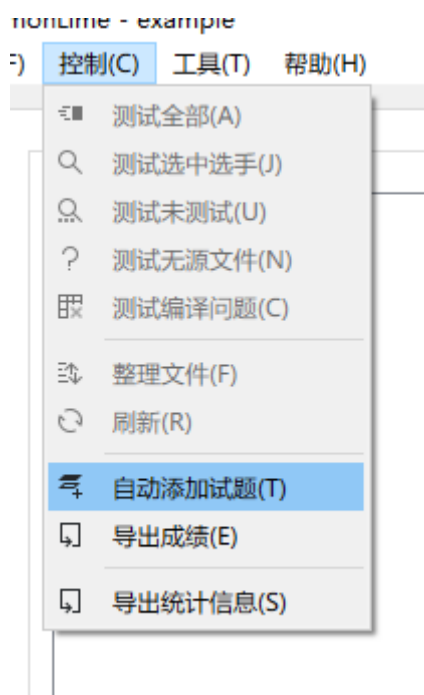 monLime - example
F) 控制(C) 工具(T) 帮助(H)
测试全部(A)
测试选中选手(J)
测试未测试(U)
测试无源文件(N)
测试编译问题(C)
整理文件(F)
刷新(R)
自动添加试题(T)
导出成绩(E)
导出统计信息(S)